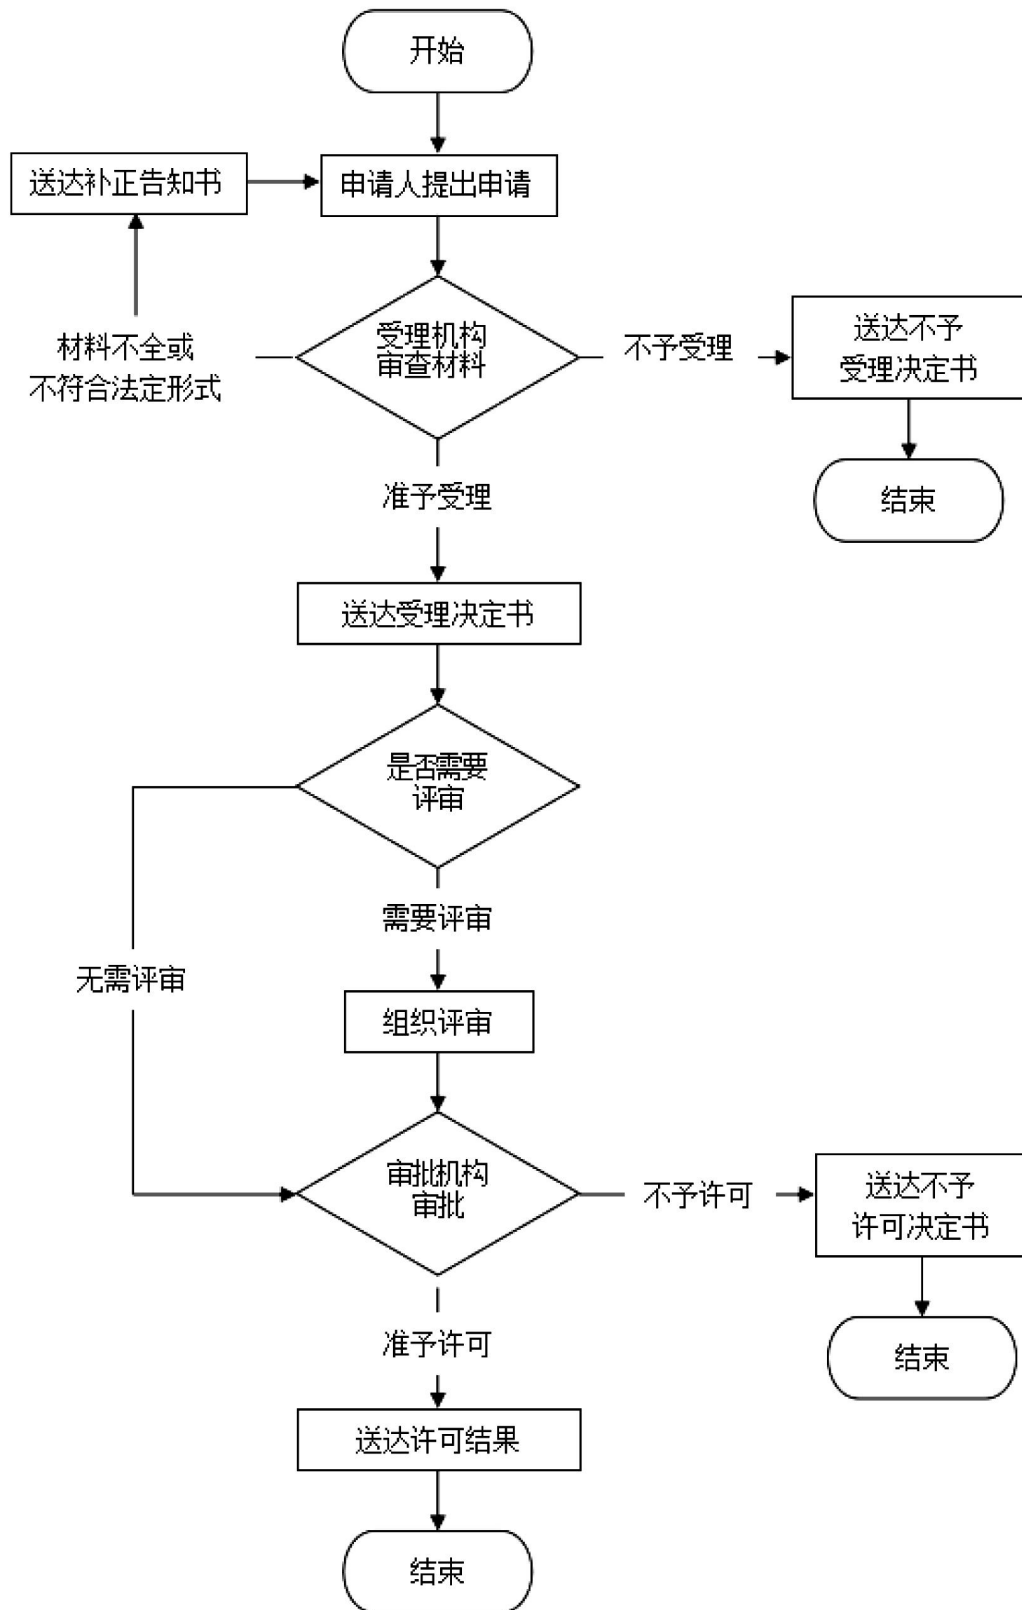 开始
送达补正告知书
申请人提出申请
材料不全或
不符合法定形式
受理机构
审查材料
不予受理
送达不予
受理决定书
结束
准予受理
送达受理决定书
是否需要
评审
需要评审
无需评审
组织评审
审批机构
审批
不予许可
送达不予
许可决定书
结束
准予许可
送达许可结果
结束